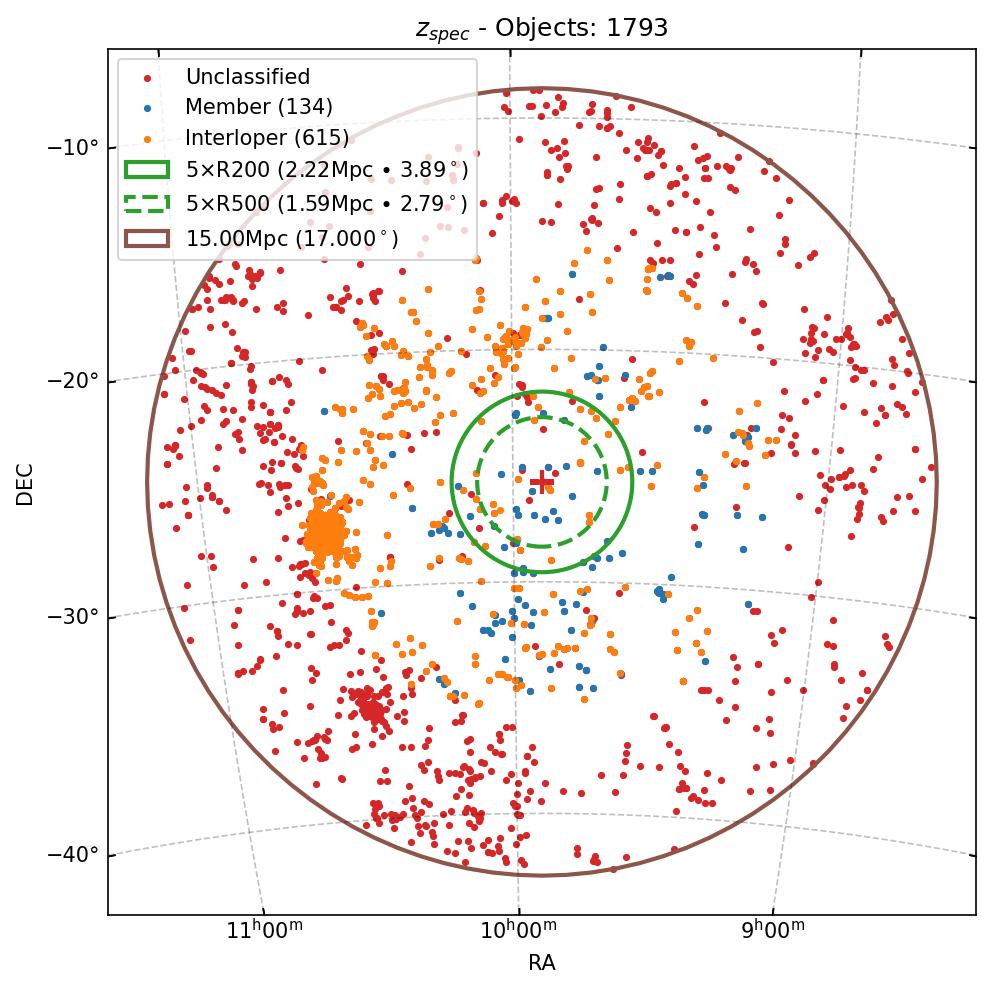 z_spec - Objects: 1793
Unclassified
Member (134)
Interloper (615)
5×R200 (2.22Mpc • 3.89°)
5×R500 (1.59Mpc • 2.79°)
15.00Mpc (17.000°)
−10°
−20°
−30°
−40°
DEC
11ʰ00ᵐ 10ʰ00ᵐ 9ʰ00ᵐ
RA